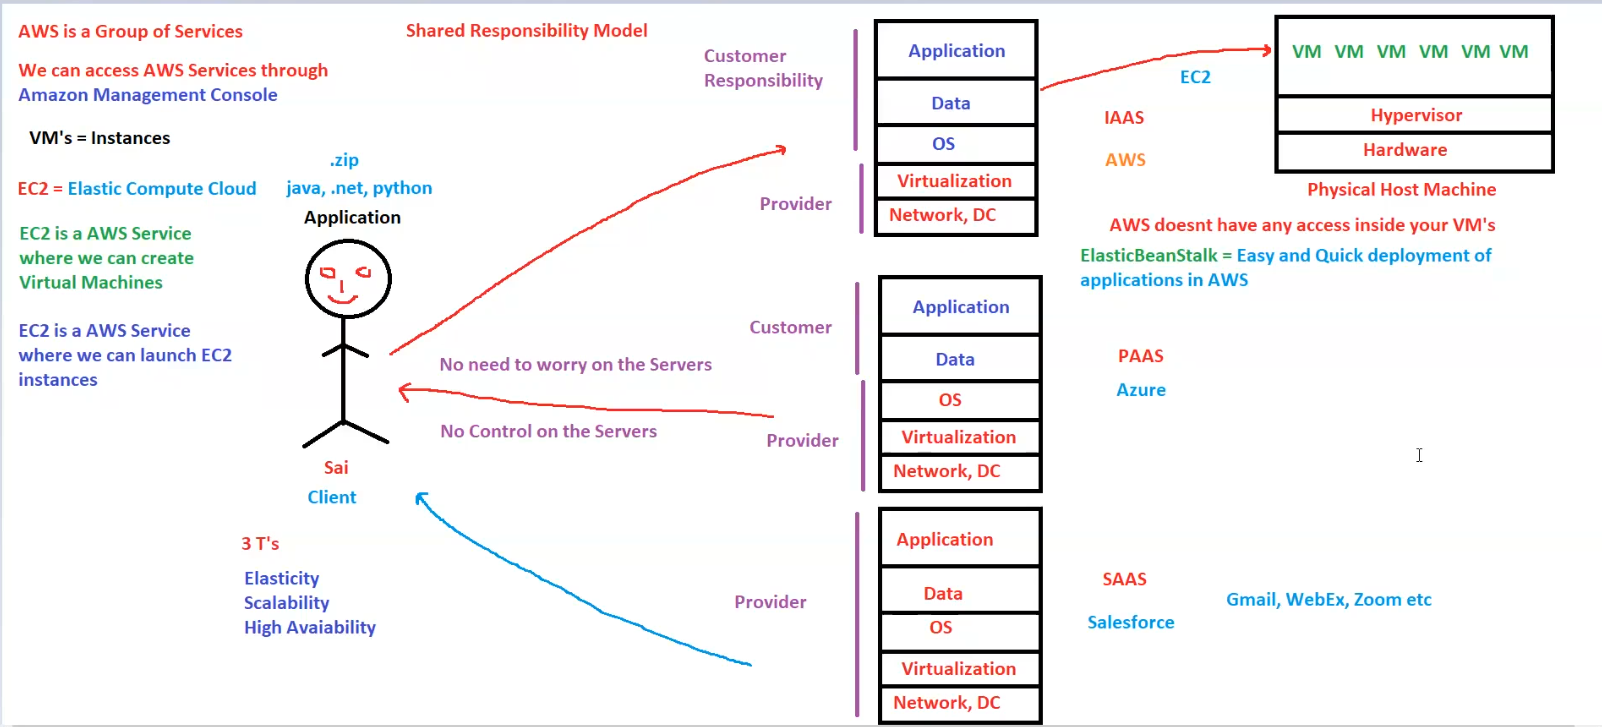 AWS is a Group of Services
We can access AWS Services through
Amazon Management Console
VM's = Instances
EC2 = Elastic Compute Cloud
EC2 is a AWS Service
where we can create
Virtual Machines
EC2 is a AWS Service
where we can launch EC2
instances
.zip
java, .net, python
Application
Sai
Client
3 T's
Elasticity
Scalability
High Avaiability
Shared Responsibility Model
No need to worry on the Servers
No Control on the Servers
Customer
Responsibility
Provider
Application
Data
OS
Virtualization
Network, DC
EC2
IAAS
AWS
VM VM VM VM VM VM
Hypervisor
Hardware
Physical Host Machine
AWS doesnt have any access inside your VM's
ElasticBeanStalk = Easy and Quick deployment of
applications in AWS
Customer
Provider
Application
Data
OS
Virtualization
Network, DC
PAAS
Azure
Provider
Application
Data
OS
Virtualization
Network, DC
SAAS
Salesforce
Gmail, WebEx, Zoom etc